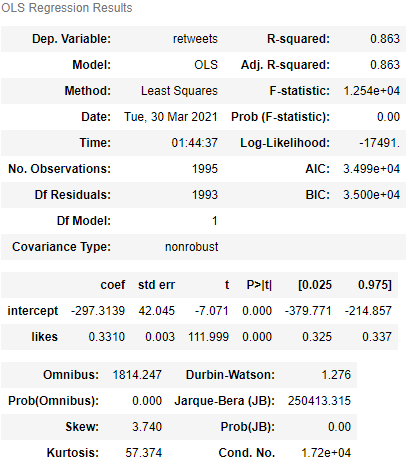 OLS Regression Results
Dep. Variable: retweets R-squared: 0.863
Model: OLS Adj. R-squared: 0.863
Method: Least Squares F-statistic: 1.254e+04
Date: Tue, 30 Mar 2021 Prob (F-statistic): 0.00
Time: 01:44:37 Log-Likelihood: -17491.
No. Observations: 1995 AIC: 3.499e+04
Df Residuals: 1993 BIC: 3.500e+04
Df Model: 1
Covariance Type: nonrobust
coef std err t P>|t| [0.025 0.975]
intercept -297.3139 42.045 -7.071 0.000 -379.771 -214.857
likes 0.3310 0.003 111.999 0.000 0.325 0.337
Omnibus: 1814.247 Durbin-Watson: 1.276
Prob(Omnibus): 0.000 Jarque-Bera (JB): 250413.315
Skew: 3.740 Prob(JB): 0.00
Kurtosis: 57.374 Cond. No. 1.72e+04